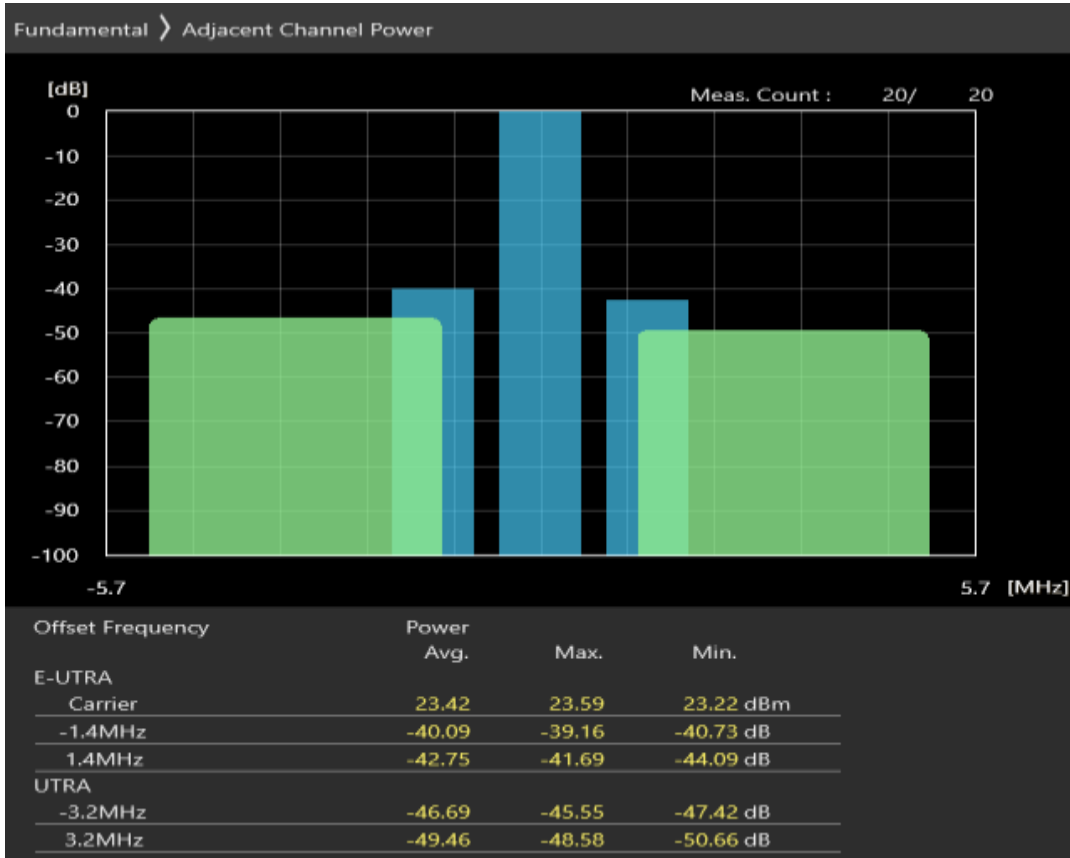 Fundamental 〉 Adjacent Channel Power
[dB]
Meas. Count : 20/ 20
0
-10
-20
-30
-40
-50
-60
-70
-80
-90
-100
-5.7 5.7 [MHz]
Offset Frequency Power
Avg. Max. Min.
E-UTRA
Carrier 23.42 23.59 23.22 dBm
-1.4MHz -40.09 -39.16 -40.73 dB
1.4MHz -42.75 -41.69 -44.09 dB
UTRA
-3.2MHz -46.69 -45.55 -47.42 dB
3.2MHz -49.46 -48.58 -50.66 dB